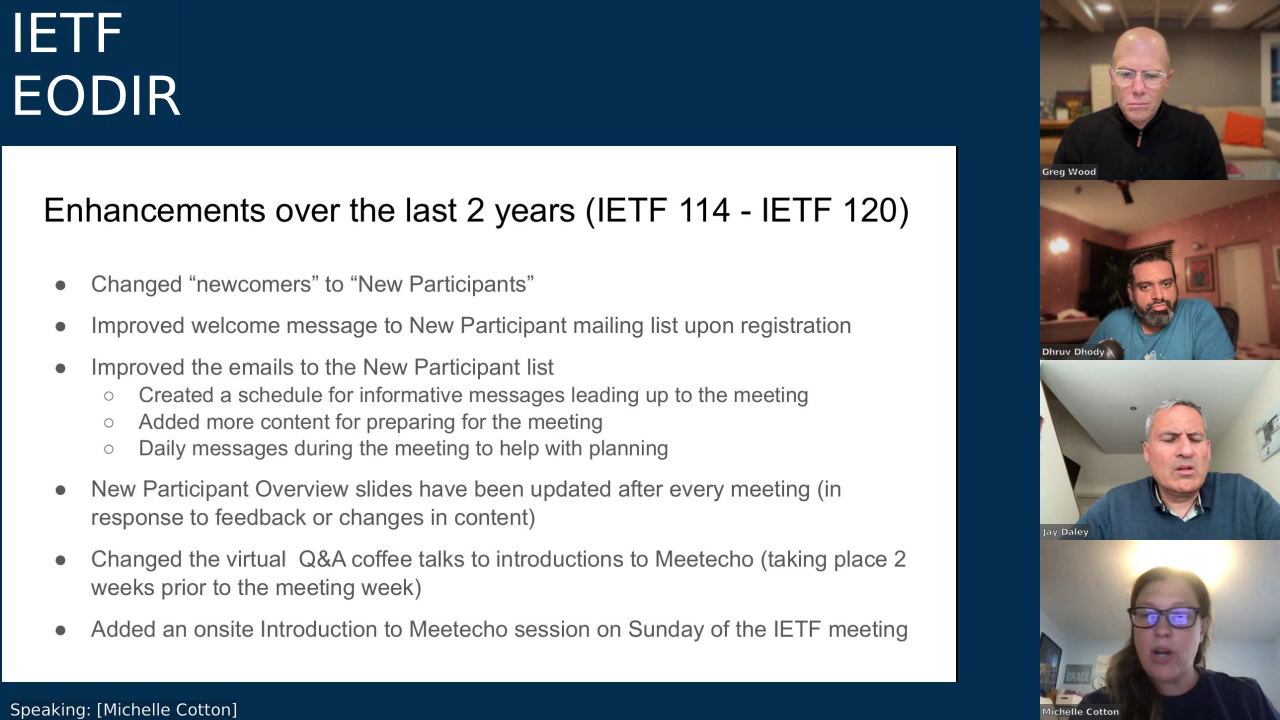 IETF
EODIR
Enhancements over the last 2 years (IETF 114 - IETF 120)
● Changed “newcomers” to “New Participants”
● Improved welcome message to New Participant mailing list upon registration
● Improved the emails to the New Participant list
○ Created a schedule for informative messages leading up to the meeting
○ Added more content for preparing for the meeting
○ Daily messages during the meeting to help with planning
● New Participant Overview slides have been updated after every meeting (in
response to feedback or changes in content)
● Changed the virtual  Q&A coffee talks to introductions to Meetecho (taking place 2
weeks prior to the meeting week)
● Added an onsite Introduction to Meetecho session on Sunday of the IETF meeting
Speaking: [Michelle Cotton]
Greg Wood
Dhruv Dhody
Jay Daley
GRACE
Michelle Cotton